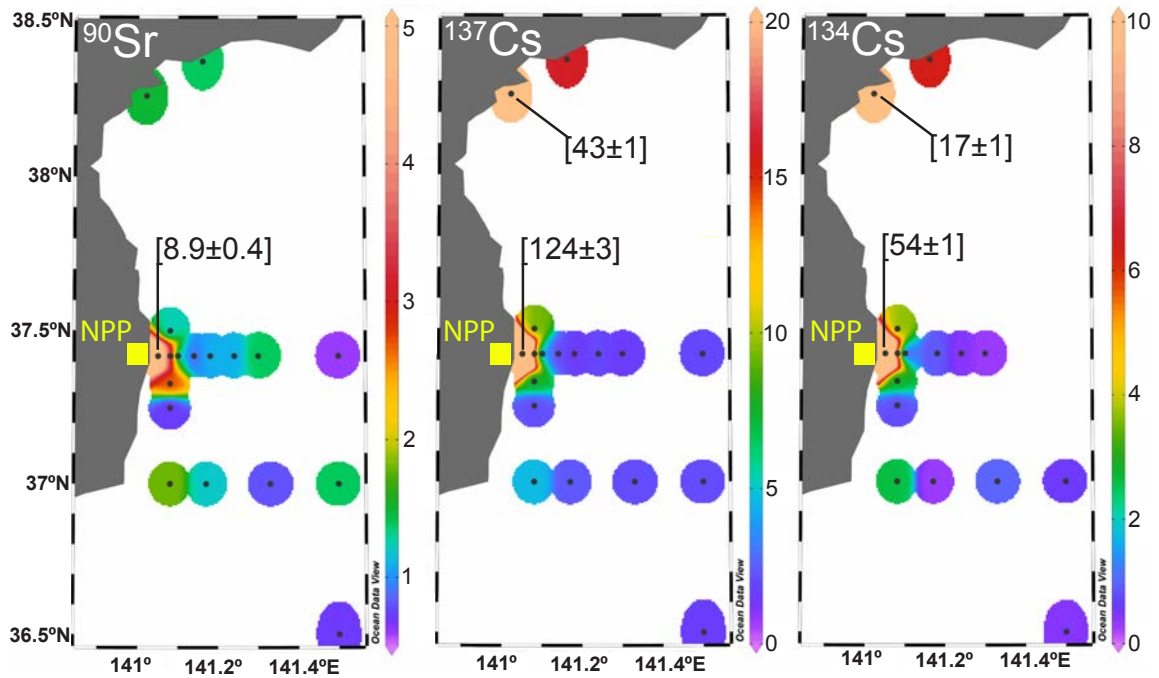 38.5ºN
38ºN
37.5ºN
37ºN
36.5ºN
⁹⁰Sr
[8.9±0.4]
NPP
141º
141.2º
141.4ºE
Ocean Data View
5
4
3
2
1
¹³⁷Cs
[43±1]
[124±3]
NPP
141º
141.2º
141.4ºE
Ocean Data View
20
15
10
5
0
¹³⁴Cs
[17±1]
[54±1]
NPP
141º
141.2º
141.4ºE
Ocean Data View
10
8
6
4
2
0